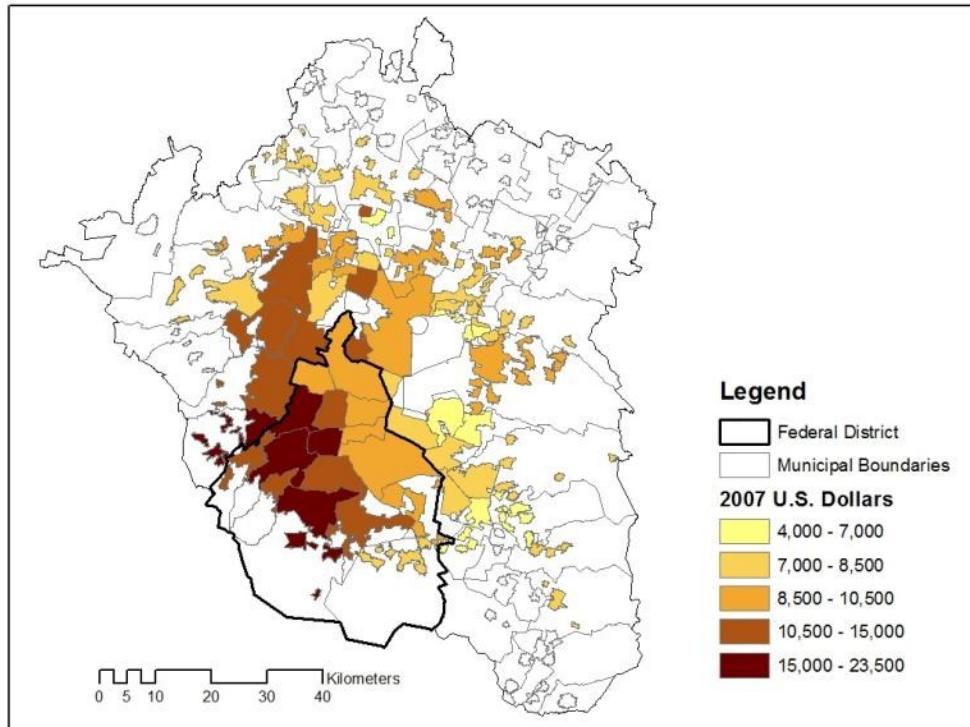 Legend
Federal District
Municipal Boundaries
2007 U.S. Dollars
4,000 - 7,000
7,000 - 8,500
8,500 - 10,500
10,500 - 15,000
15,000 - 23,500
Kilometers
0 5 10 20 30 40